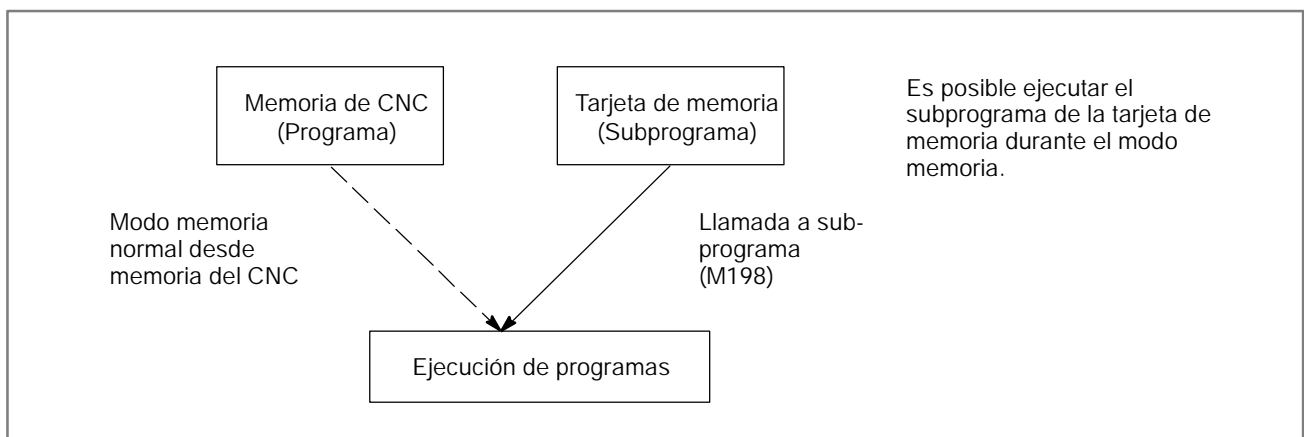 Memoria de CNC
(Programa)
Tarjeta de memoria
(Subprograma)
Es posible ejecutar el
subprograma de la tarjeta de
memoria durante el modo
memoria.
Modo memoria
normal desde
memoria del CNC
Llamada a sub-
programa
(M198)
Ejecución de programas